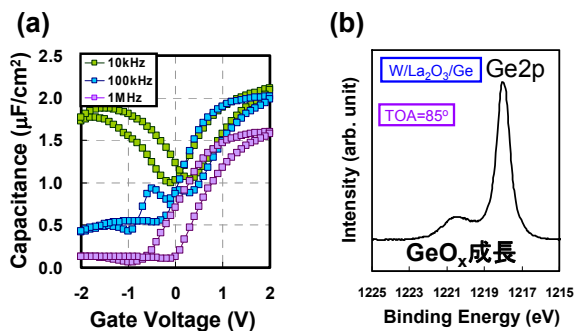 (a)
10kHz
100kHz
1MHz
2.5
2.0
1.5
1.0
0.5
0.0
-2
-1
0
1
2
Capacitance (μF/cm²)
Gate Voltage (V)
(b)
W/La₂O₃/Ge
Ge2p
TOA=85º
GeOₓ成長
Intensity (arb. unit)
1225
1223
1221
1219
1217
1215
Binding Energy (eV)